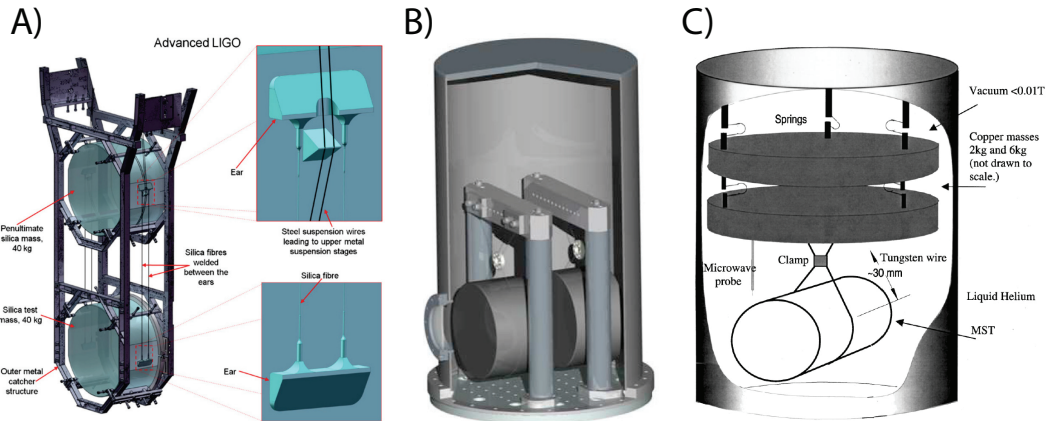 A)
Advanced LIGO
Ear
Steel suspension wires
leading to upper metal
suspension stages
Penultimate
silica mass,
40 kg
Silica fibres
welded
between the
ears
Silica fibre
Silica test
mass, 40 kg
Ear
Outer metal
catcher
structure
B)
C)
Vacuum <0.01T
Springs
Copper masses
2kg and 6kg
(not drawn to
scale.)
Clamp
Tungsten wire
~30 mm
Microwave
probe
Liquid Helium
MST